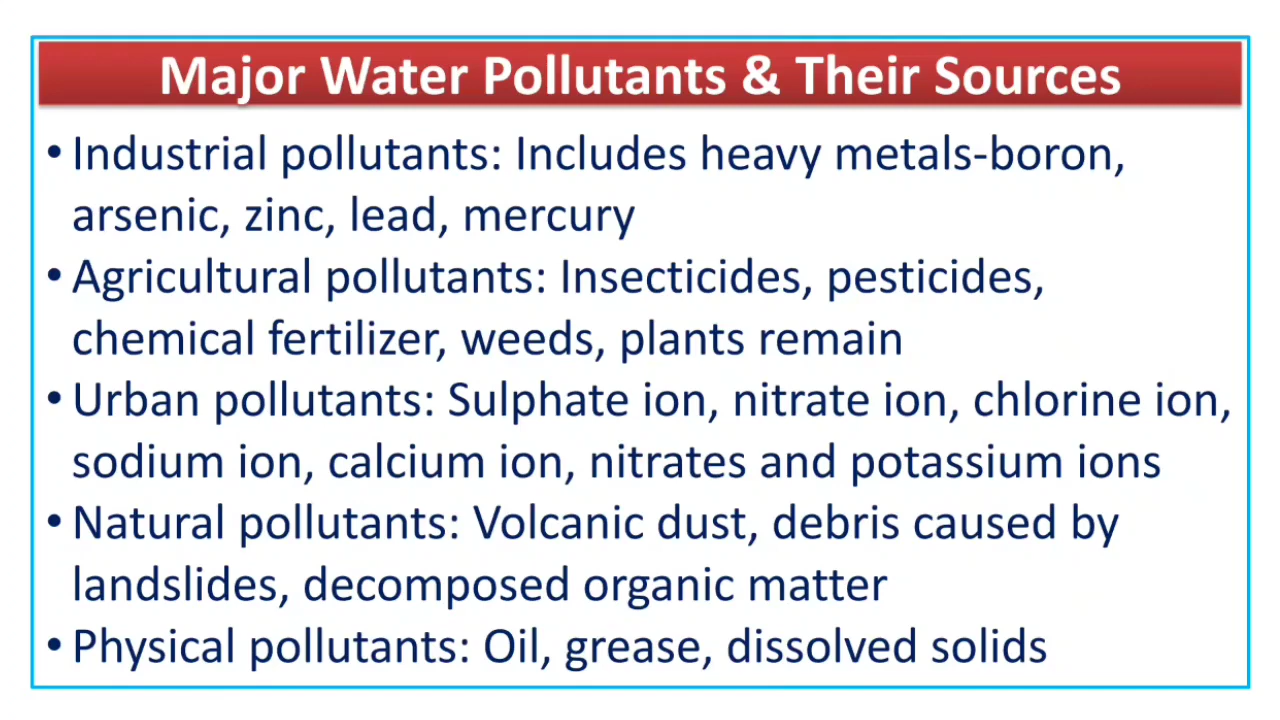 Major Water Pollutants & Their Sources
• Industrial pollutants: Includes heavy metals-boron,
arsenic, zinc, lead, mercury
• Agricultural pollutants: Insecticides, pesticides,
chemical fertilizer, weeds, plants remain
• Urban pollutants: Sulphate ion, nitrate ion, chlorine ion,
sodium ion, calcium ion, nitrates and potassium ions
• Natural pollutants: Volcanic dust, debris caused by
landslides, decomposed organic matter
• Physical pollutants: Oil, grease, dissolved solids